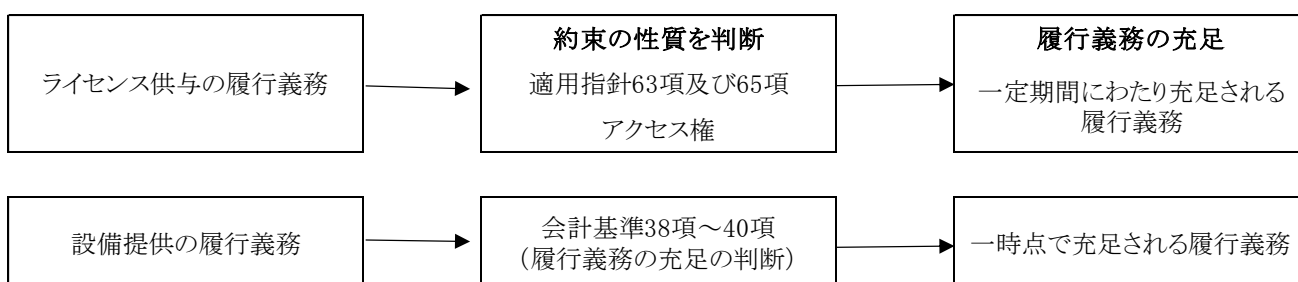 ライセンス供与の履行義務
約束の性質を判断
適用指針63項及び65項
アクセス権
履行義務の充足
一定期間にわたり充足される
履行義務
設備提供の履行義務
会計基準38項～40項
(履行義務の充足の判断)
一時点で充足される履行義務